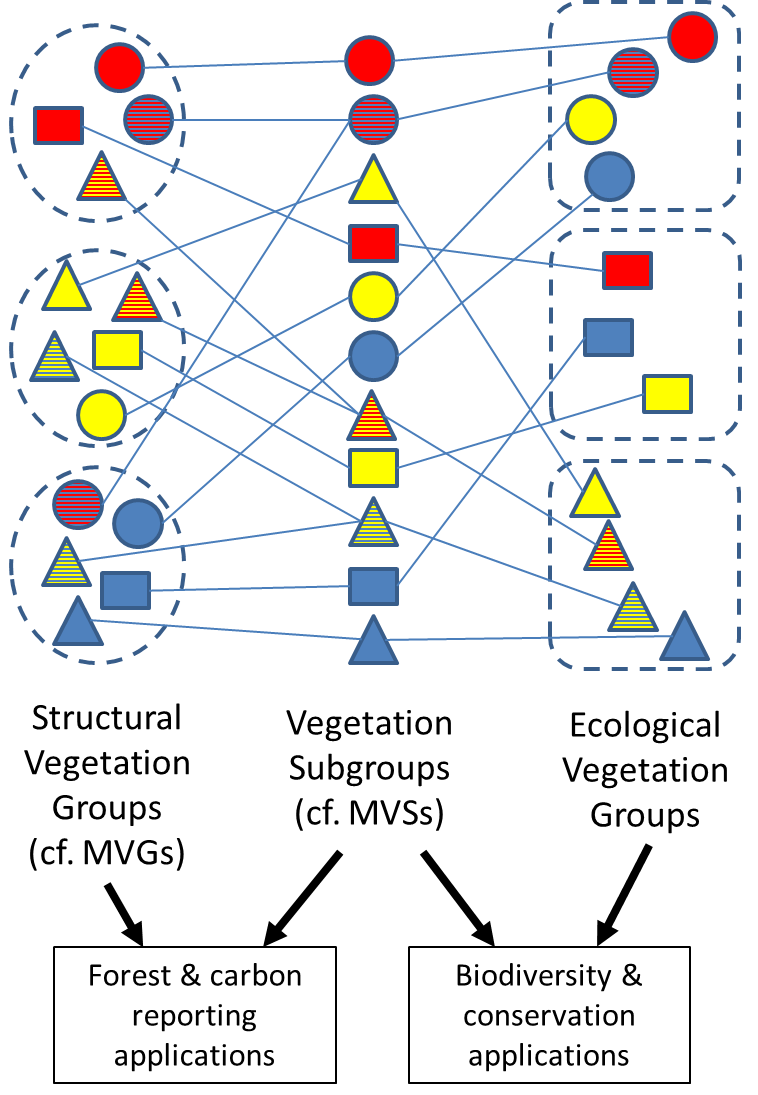 Structural
Vegetation
Groups
(cf. MVGs)
Vegetation
Subgroups
(cf. MVSs)
Ecological
Vegetation
Groups
Forest & carbon
reporting
applications
Biodiversity &
conservation
applications